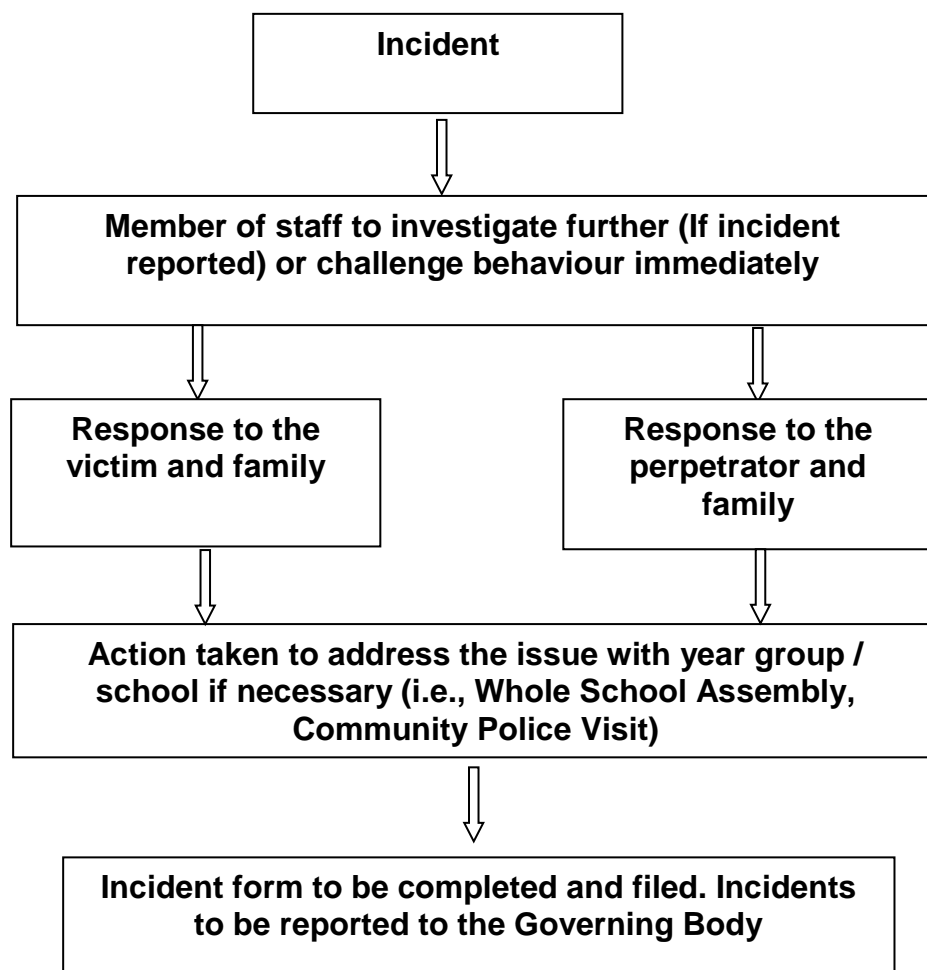 Incident
Member of staff to investigate further (If incident
reported) or challenge behaviour immediately
Response to the
victim and family
Response to the
perpetrator and
family
Action taken to address the issue with year group /
school if necessary (i.e., Whole School Assembly,
Community Police Visit)
Incident form to be completed and filed. Incidents
to be reported to the Governing Body